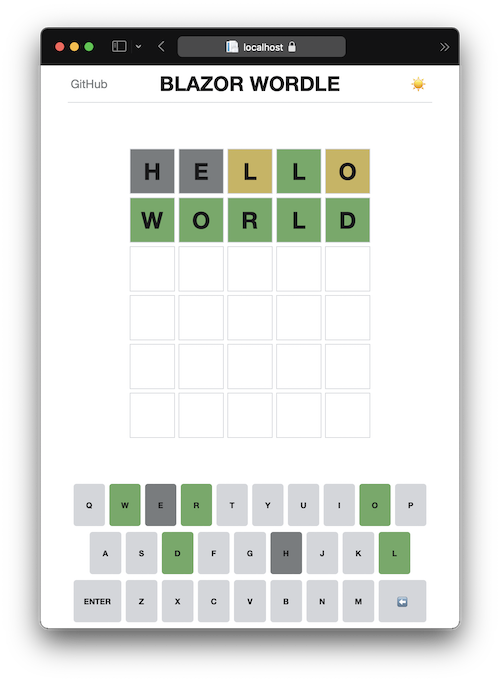 localhost
GitHub BLAZOR WORDLE
H E L L O
W O R L D
Q W E R T Y U I O P
A S D F G H J K L
ENTER Z X C V B N M